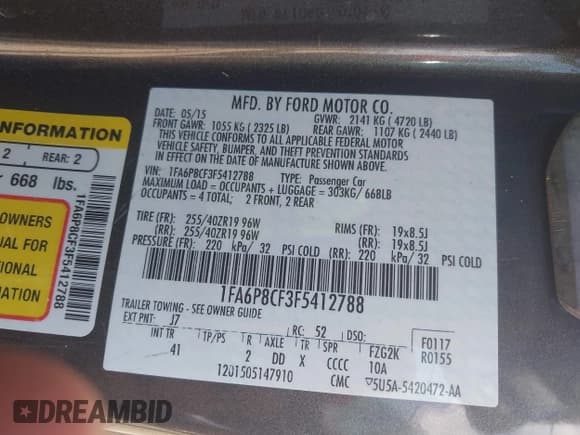 MFD. BY FORD MOTOR CO.
DATE: 05/15 GVWR: 2141 KG ( 4720 LB)
FRONT GAWR: 1055 KG ( 2325 LB) REAR GAWR: 1107 KG ( 2440 LB)
THIS VEHICLE CONFORMS TO ALL APPLICABLE FEDERAL MOTOR
VEHICLE SAFETY, BUMPER, AND THEFT PREVENTION STANDARDS
IN EFFECT ON THE DATE OF MANUFACTURE SHOWN ABOVE.
VIN: 1FA6P8CF3F5412788 TYPE: Passenger Car
MAXIMUM LOAD = OCCUPANTS + LUGGAGE = 303KG/ 668LB
OCCUPANTS = 4 TOTAL; 2 FRONT, 2 REAR
TIRE (FR): 255/40ZR19 96W RIMS (FR): 19x8.5J
(RR): 255/40ZR19 96W (RR): 19x8.5J
PRESSURE (FR): 220 kPa/ 32 PSI COLD (RR): 220 kPa/ 32 PSI COLD
1FA6P8CF3F5412788
TRAILER TOWING - SEE OWNER GUIDE
EXT PNT: J7 RC: 52 DSO: F0117
R0155
INT TR TP/PS R AXLE TR SPR FZG2K
41 2 DD X CCCC 10A
1201505147910 CMC 5U5A-5420472-AA
INFORMATION
2 REAR: 2
668 lbs.
OWNERS
UAL FOR
TIONAL
MATION
1FA6P8CF3F5412788
DREAMBID